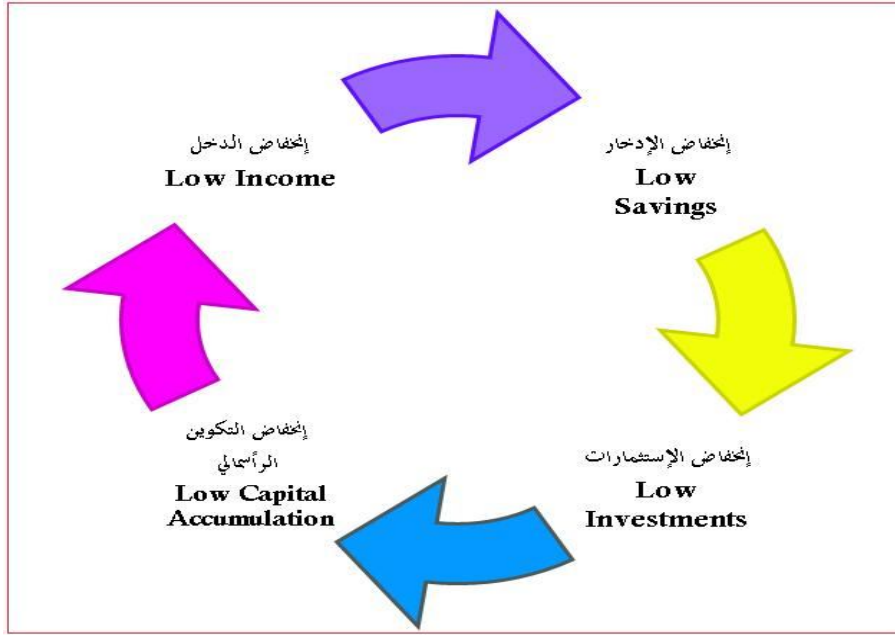 إنخفاض الدخل
Low Income
إنخفاض الإدخار
Low
Savings
إنخفاض الإستثمارات
Low
Investments
إنخفاض التكوين
الرأسمالي
Low Capital
Accumulation